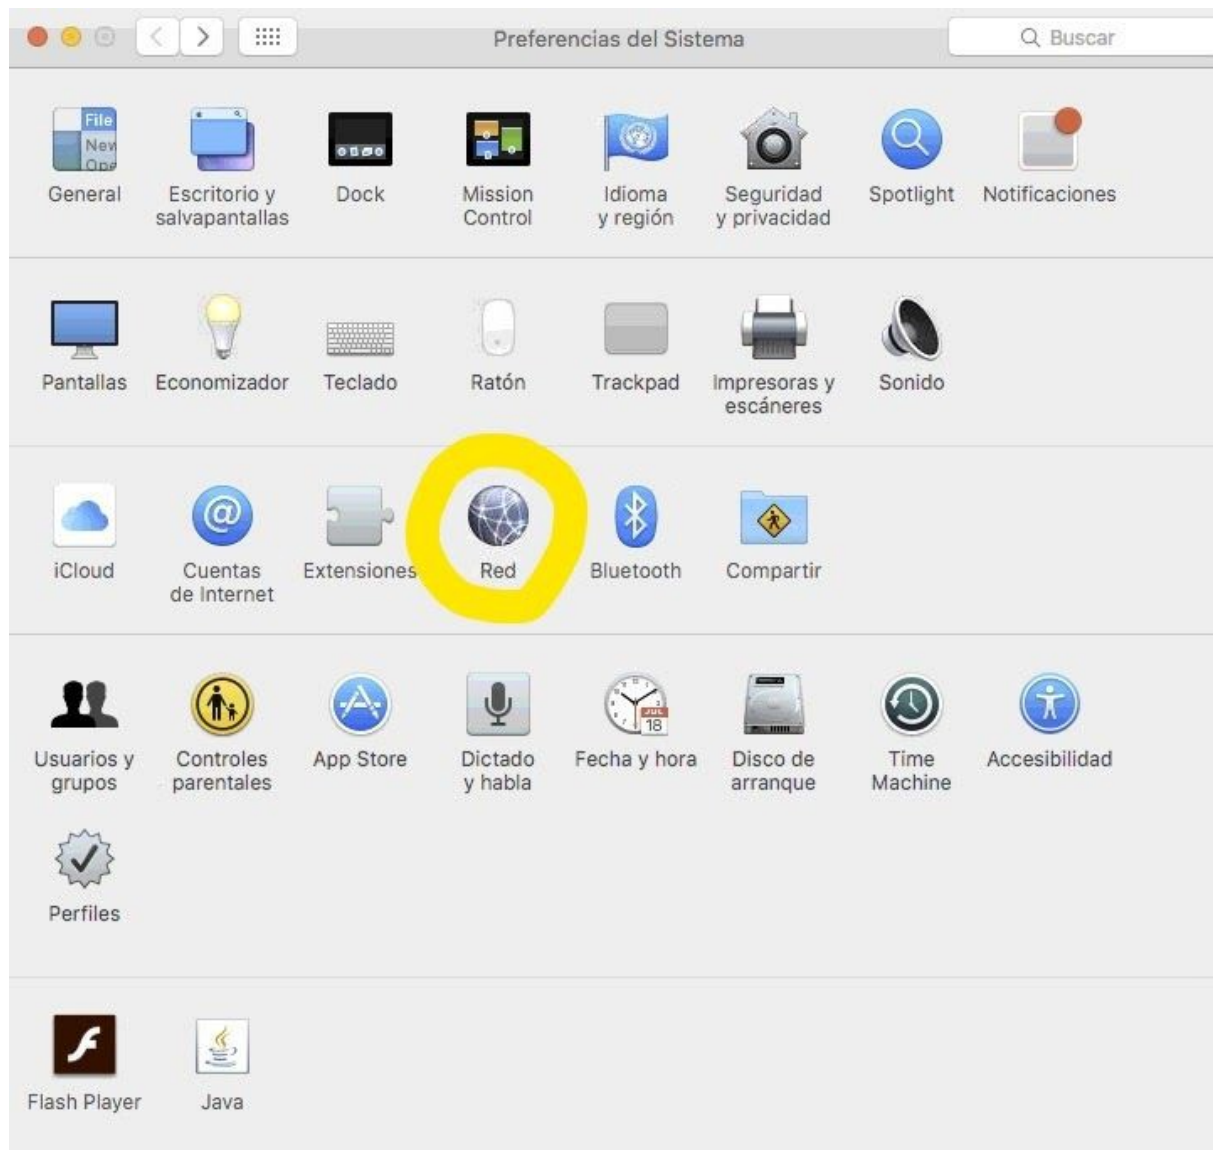 Preferencias del Sistema
Buscar
File
New
Ope
General
Escritorio y
salvapantallas
Dock
Mission
Control
Idioma
y región
Seguridad
y privacidad
Spotlight
Notificaciones
Pantallas
Economizador
Teclado
Ratón
Trackpad
Impresoras y
escáneres
Sonido
iCloud
@
Cuentas
de Internet
Extensiones
Red
Bluetooth
Compartir
Usuarios y
grupos
Controles
parentales
App Store
Dictado
y habla
JUL
18
Fecha y hora
Disco de
arranque
Time
Machine
Accesibilidad
Perfiles
Flash Player
Java